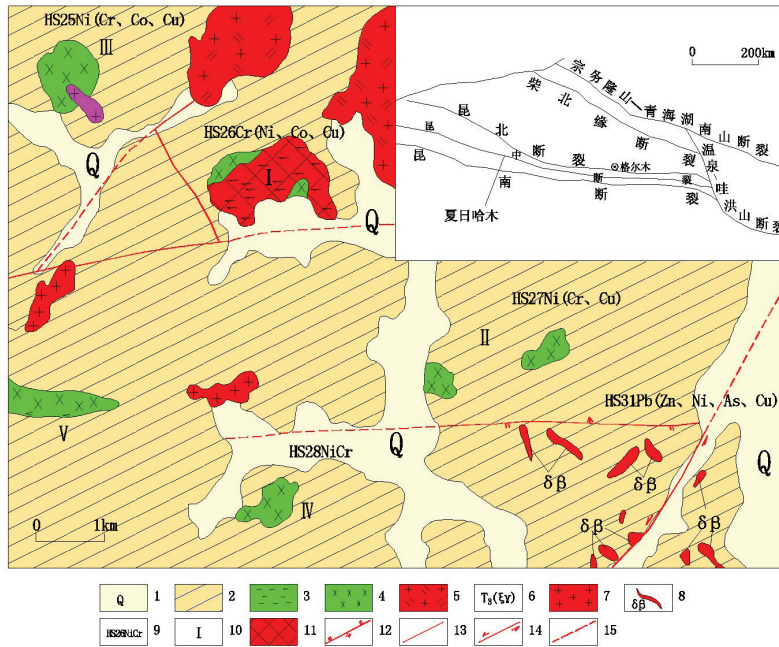 HS25Ni(Cr、Co、Cu)
III
HS26Cr(Ni、Co、Cu)
I
Q
Q
0 200km
宗务隆山—青海湖南山断裂
柴北缘断裂
昆北断裂
昆中断裂
昆南断裂
温泉哇洪山断裂
格尔木
夏日哈木
HS27Ni(Cr、Cu)
II
HS31Pb(Zn、Ni、As、Cu)
V
HS28NiCr
Q
Q
IV
δβ
δβ
δβ
δβ
0 1km
Q 1
2
3
4
5
T₃(ξγ) 6
7
δβ 8
HS26NiCr 9
I 10
11
12
13
14
15